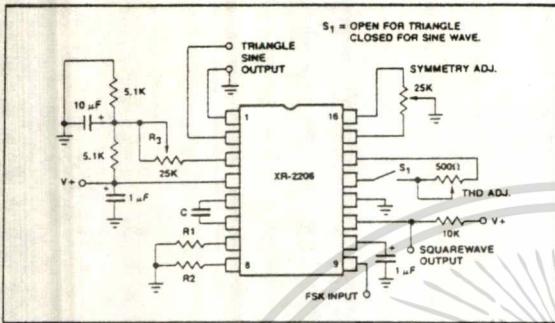 S₁ = OPEN FOR TRIANGLE
CLOSED FOR SINE WAVE.
TRIANGLE
SINE
OUTPUT
SYMMETRY ADJ.
5.1K
1
16
25K
10 µF
+
R₃
5.1K
25K
XR-2206
S₁
500Ω
V+
THD ADJ.
+
1 µF
C
V+
10K
R1
SQUAREWAVE
OUTPUT
+
R2
8
9
1 µF
FSK INPUT